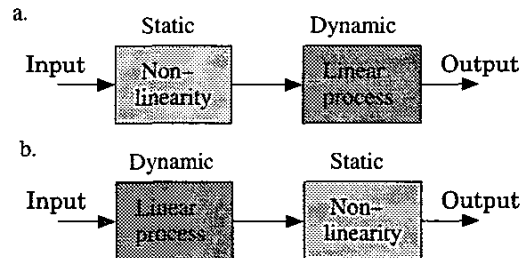 a.
Static
Dynamic
Input
Non-
linearity
Linear
process
Output
b.
Dynamic
Static
Input
Linear
process
Non-
linearity
Output